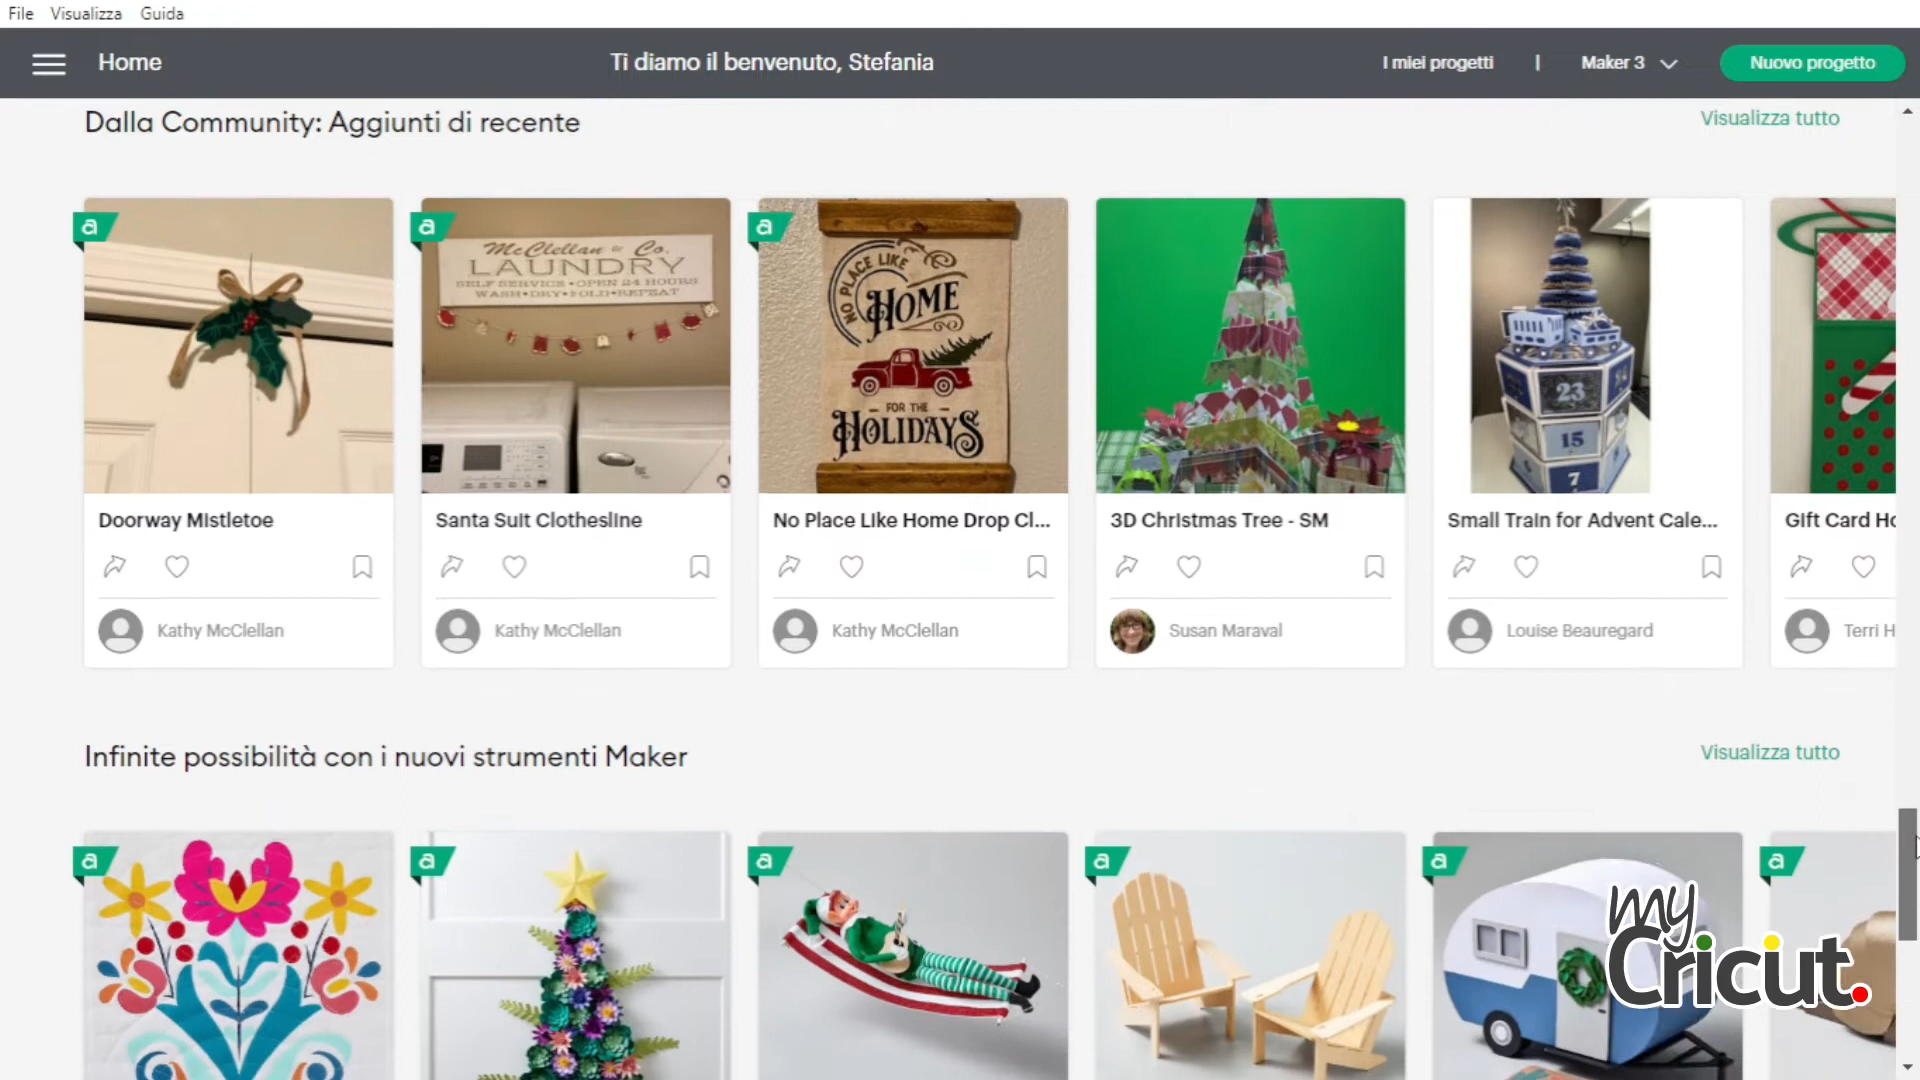 File Visualizza Guida
Home Ti diamo il benvenuto, Stefania I miei progetti | Maker 3 Nuovo progetto
Dalla Community: Aggiunti di recente Visualizza tutto
a a a
McClellan & Co.
LAUNDRY
SELF SERVICE • OPEN 24 HOURS
WASH • DRY • FOLD • REPEAT
NO PLACE LIKE
HOME
FOR THE
HOLIDAYS
23
15
7
Doorway Mistletoe Santa Suit Clothesline No Place Like Home Drop Cl... 3D Christmas Tree - SM Small Train for Advent Cale... Gift Card Ho
Kathy McClellan Kathy McClellan Kathy McClellan Susan Maraval Louise Beauregard Terri H
Infinite possibilità con i nuovi strumenti Maker Visualizza tutto
a a a a a a
my
Cricut.